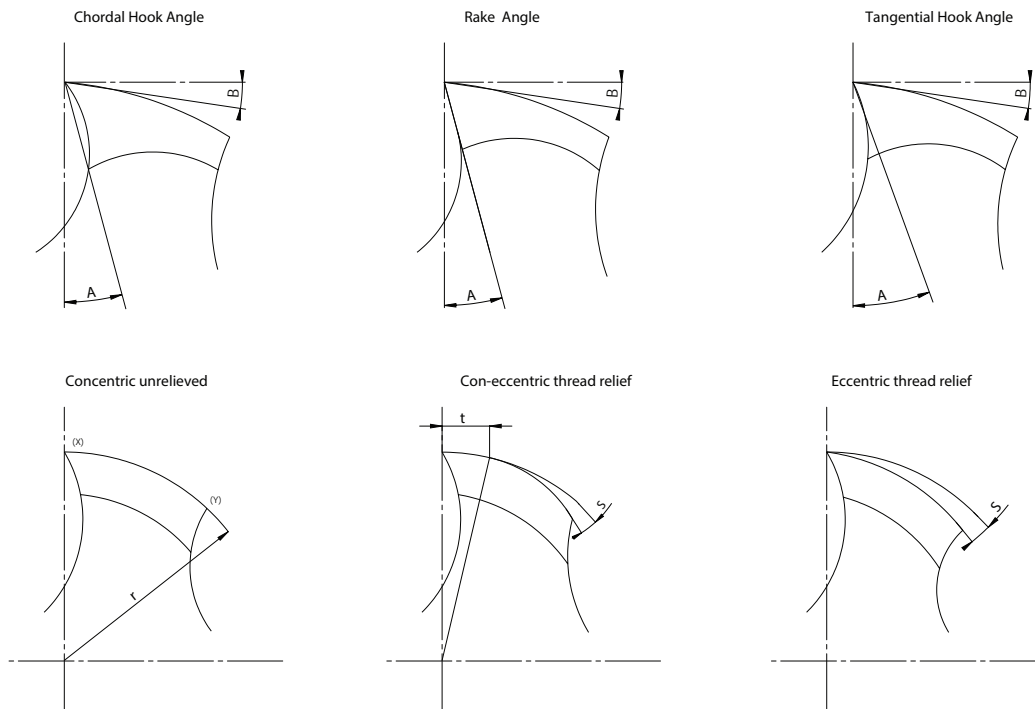 Chordal Hook Angle
Rake Angle
Tangential Hook Angle
B
B
B
A
A
A
Concentric unrelieved
Con-eccentric thread relief
Eccentric thread relief
t
(X)
(Y)
S
S
r